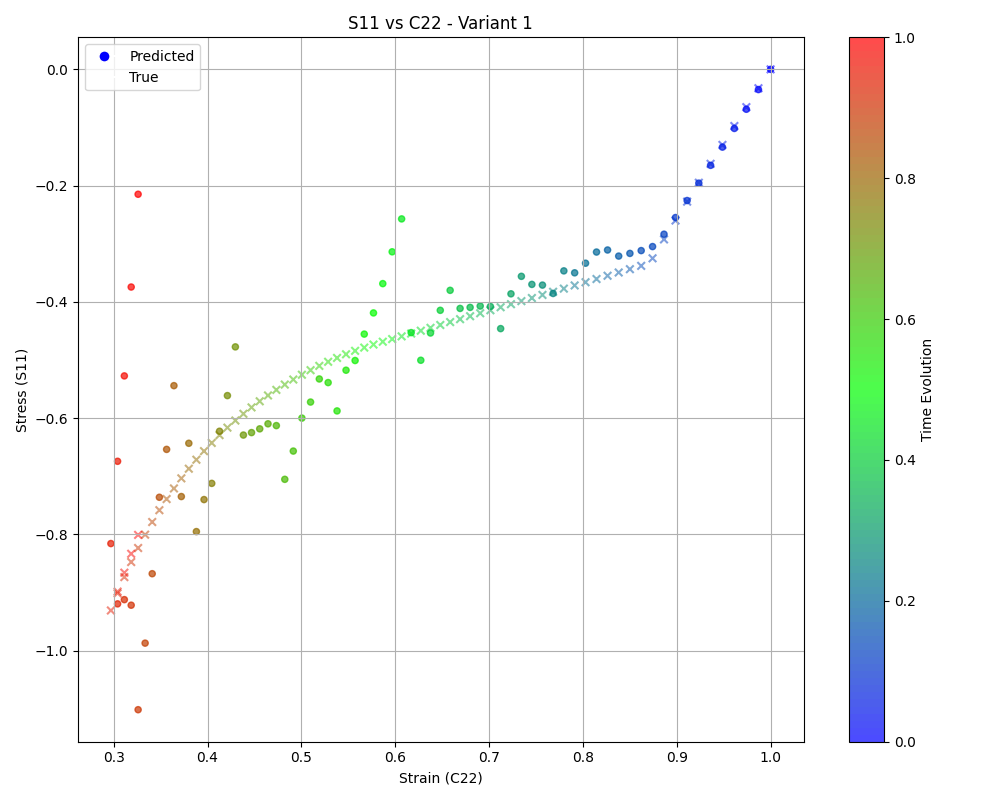 S11 vs C22 - Variant 1
Predicted
True
0.0
−0.2
−0.4
−0.6
−0.8
−1.0
Stress (S11)
0.3 0.4 0.5 0.6 0.7 0.8 0.9 1.0
Strain (C22)
1.0
0.8
0.6
0.4
0.2
0.0
Time Evolution